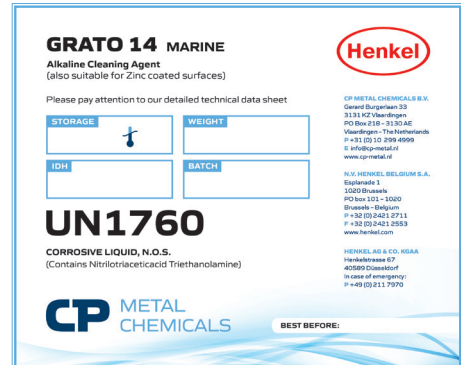 GRATO 14 MARINE
Alkaline Cleaning Agent
(also suitable for Zinc coated surfaces)
Please pay attention to our detailed technical data sheet
STORAGE
WEIGHT
IDH
BATCH
UN1760
CORROSIVE LIQUID, N.O.S.
(Contains Nitrilotriaceticacid Triethanolamine)
CP METAL
CHEMICALS
Henkel
CP METAL CHEMICALS B.V.
Gerard Burgerlaan 33
3131 KZ Vlaardingen
PO Box 218 – 3130 AE
Vlaardingen – The Netherlands
P +31 (0) 10 299 4999
E info@cp-metal.nl
www.cp-metal.nl
N.V. HENKEL BELGIUM S.A.
Esplanade 1
1020 Brussels
PO box 101 – 1020
Brussels – Belgium
P +32 (0) 2421 2711
F +32 (0) 2421 2553
www.henkel.com
HENKEL AG & CO. KGAA
Henkelstrasse 67
40589 Düsseldorf
In case of emergency:
P +49 (0) 211 7970
BEST BEFORE: